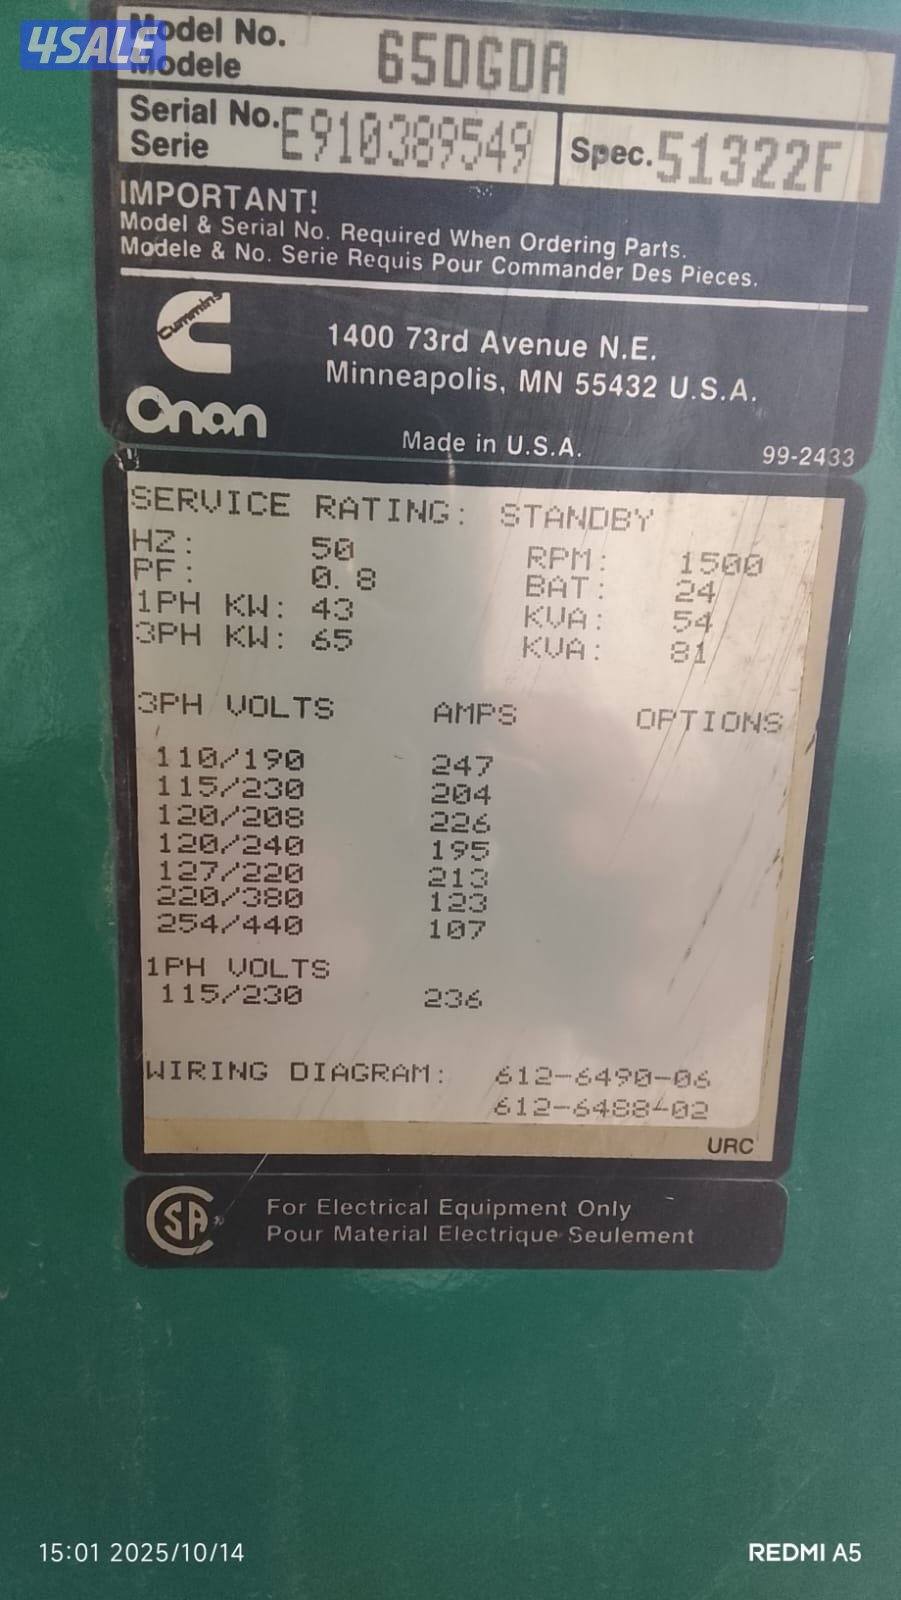 4SALE
Model No.
Modele
65DGDA
Serial No. E910389549
Serie
Spec. 51322F
IMPORTANT!
Model & Serial No. Required When Ordering Parts.
Modele & No. Serie Requis Pour Commander Des Pieces.
Cummins
Onan
1400 73rd Avenue N.E.
Minneapolis, MN 55432 U.S.A.
Made in U.S.A.
99-2433
SERVICE RATING: STANDBY
HZ: 50 RPM: 1500
PF: 0.8 BAT: 24
1PH KW: 43 KVA: 54
3PH KW: 65 KVA: 81
3PH VOLTS AMPS OPTIONS
110/190 247
115/230 204
120/208 226
120/240 195
127/220 213
220/380 123
254/440 107
1PH VOLTS
115/230 236
WIRING DIAGRAM: 612-6490-06
612-6488-02
URC
CSA
For Electrical Equipment Only
Pour Material Electrique Seulement
15:01 2025/10/14
REDMI A5